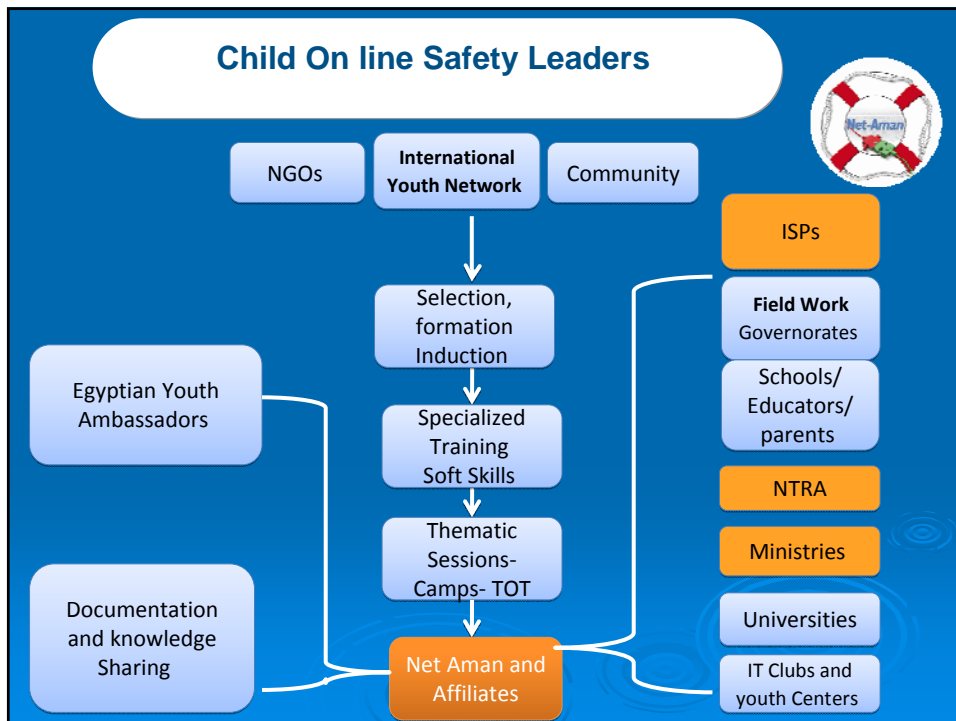 Child On line Safety Leaders
Net-Aman
NGOs
International
Youth Network
Community
Selection,
formation
Induction
Specialized
Training
Soft Skills
Thematic
Sessions-
Camps- TOT
Net Aman and
Affiliates
Egyptian Youth
Ambassadors
Documentation
and knowledge
Sharing
ISPs
Field Work
Governorates
Schools/
Educators/
parents
NTRA
Ministries
Universities
IT Clubs and
youth Centers